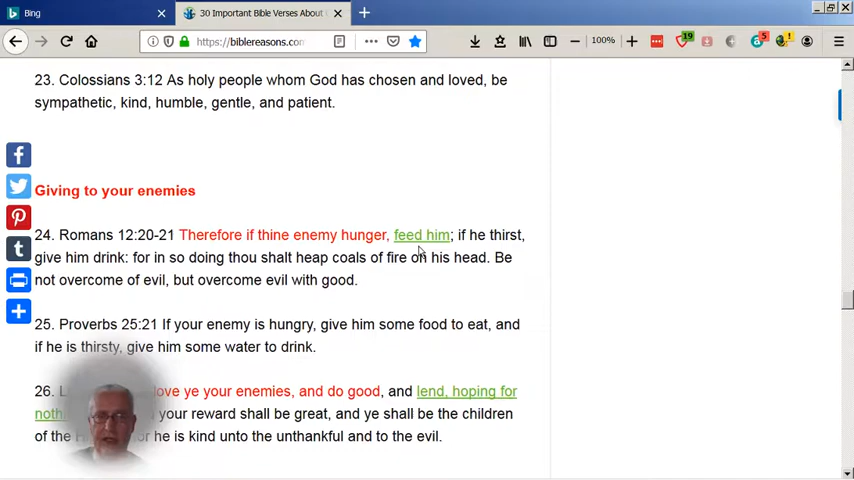 Bing
30 Important Bible Verses About
https://biblereasons.co
100%
19
5
23. Colossians 3:12 As holy people whom God has chosen and loved, be
sympathetic, kind, humble, gentle, and patient.
Giving to your enemies
24. Romans 12:20-21 Therefore if thine enemy hunger, feed him; if he thirst,
give him drink: for in so doing thou shalt heap coals of fire on his head. Be
not overcome of evil, but overcome evil with good.
25. Proverbs 25:21 If your enemy is hungry, give him some food to eat, and
if he is thirsty, give him some water to drink.
26. love ye your enemies, and do good, and lend, hoping for
your reward shall be great, and ye shall be the children
of the he is kind unto the unthankful and to the evil.